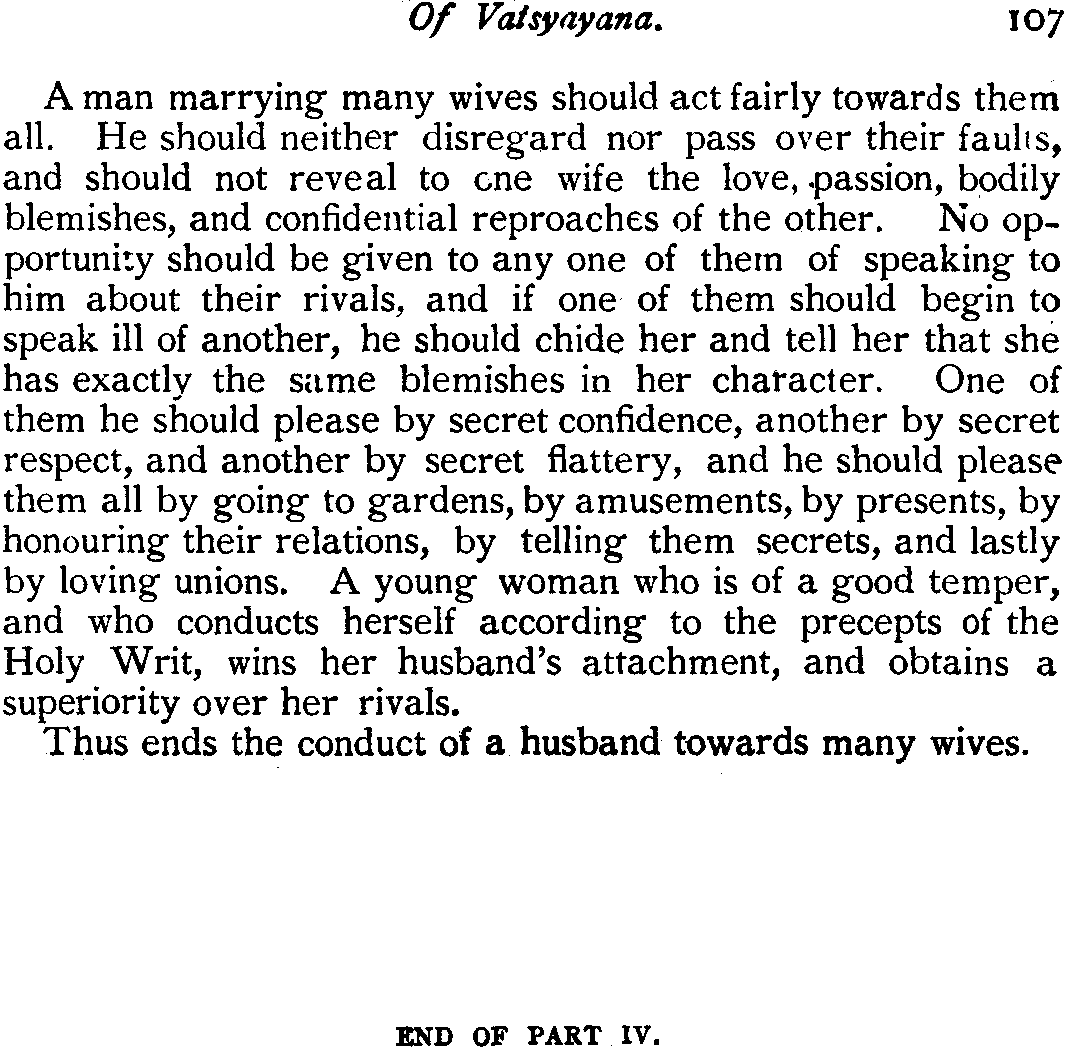 Of Vatsyayana. 107
A man marrying many wives should act fairly towards them
all. He should neither disregard nor pass over their faults,
and should not reveal to one wife the love, passion, bodily
blemishes, and confidential reproaches of the other. No op-
portunity should be given to any one of them of speaking to
him about their rivals, and if one of them should begin to
speak ill of another, he should chide her and tell her that she
has exactly the same blemishes in her character. One of
them he should please by secret confidence, another by secret
respect, and another by secret flattery, and he should please
them all by going to gardens, by amusements, by presents, by
honouring their relations, by telling them secrets, and lastly
by loving unions. A young woman who is of a good temper,
and who conducts herself according to the precepts of the
Holy Writ, wins her husband's attachment, and obtains a
superiority over her rivals.
Thus ends the conduct of a husband towards many wives.
END OF PART IV.